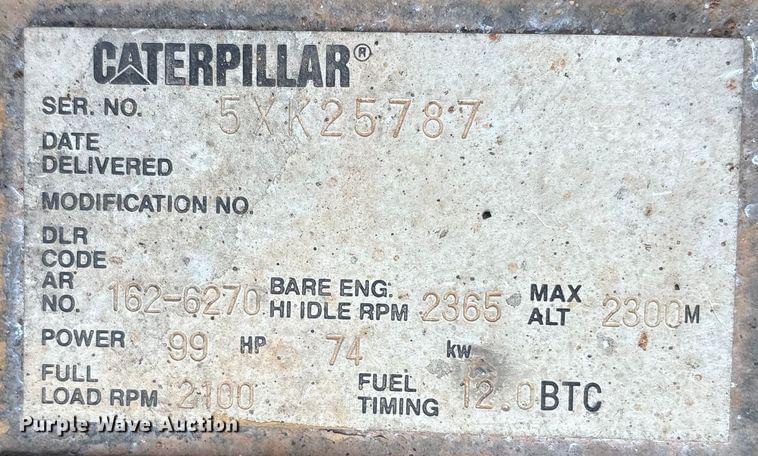 CATERPILLAR®
SER. NO. 5XK25787
DATE
DELIVERED
MODIFICATION NO.
DLR
CODE
AR
NO. 162-6270 BARE ENG. HI IDLE RPM 2365 MAX ALT 2300M
POWER 99 HP 74 kw
FULL
LOAD RPM 2100 FUEL TIMING 12.0 BTC
Purple Wave Auction